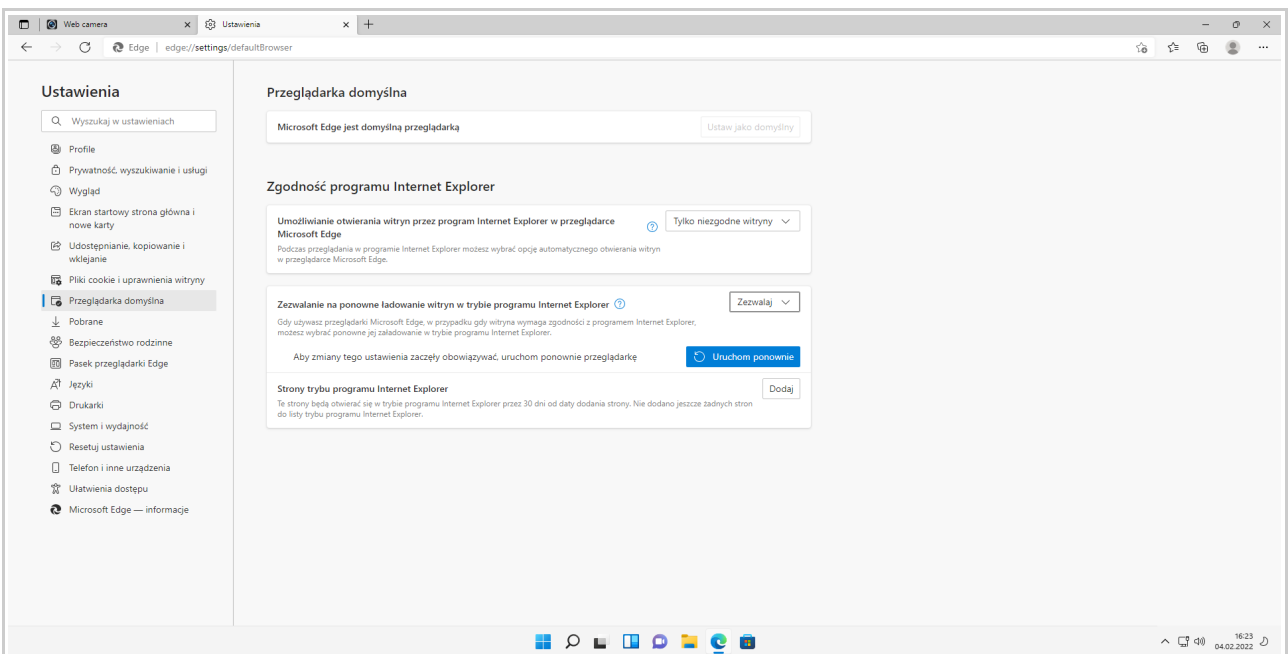 Web camera
Ustawienia
Edge | edge://settings/defaultBrowser
Ustawienia
Wyszukaj w ustawieniach
Profile
Prywatność, wyszukiwanie i usługi
Wygląd
Ekran startowy strona główna i
nowe karty
Udostępnianie, kopiowanie i
wklejanie
Pliki cookie i uprawnienia witryny
Przeglądarka domyślna
Pobrane
Bezpieczeństwo rodzinne
Pasek przeglądarki Edge
Języki
Drukarki
System i wydajność
Resetuj ustawienia
Telefon i inne urządzenia
Ułatwienia dostępu
Microsoft Edge — informacje
Przeglądarka domyślna
Microsoft Edge jest domyślną przeglądarką
Ustaw jako domyślny
Zgodność programu Internet Explorer
Umożliwianie otwierania witryn przez program Internet Explorer w przeglądarce
Microsoft Edge
Tylko niezgodne witryny
Podczas przeglądania w programie Internet Explorer możesz wybrać opcję automatycznego otwierania witryn
w przeglądarce Microsoft Edge.
Zezwalanie na ponowne ładowanie witryn w trybie programu Internet Explorer
Zezwalaj
Gdy używasz przeglądarki Microsoft Edge, w przypadku gdy witryna wymaga zgodności z programem Internet Explorer,
możesz wybrać ponowne jej załadowanie w trybie programu Internet Explorer.
Aby zmiany tego ustawienia zaczęły obowiązywać, uruchom ponownie przeglądarkę
Uruchom ponownie
Strony trybu programu Internet Explorer
Dodaj
Te strony będą otwierać się w trybie programu Internet Explorer przez 30 dni od daty dodania strony. Nie dodano jeszcze żadnych stron
do listy trybu programu Internet Explorer.
16:23
04.02.2022